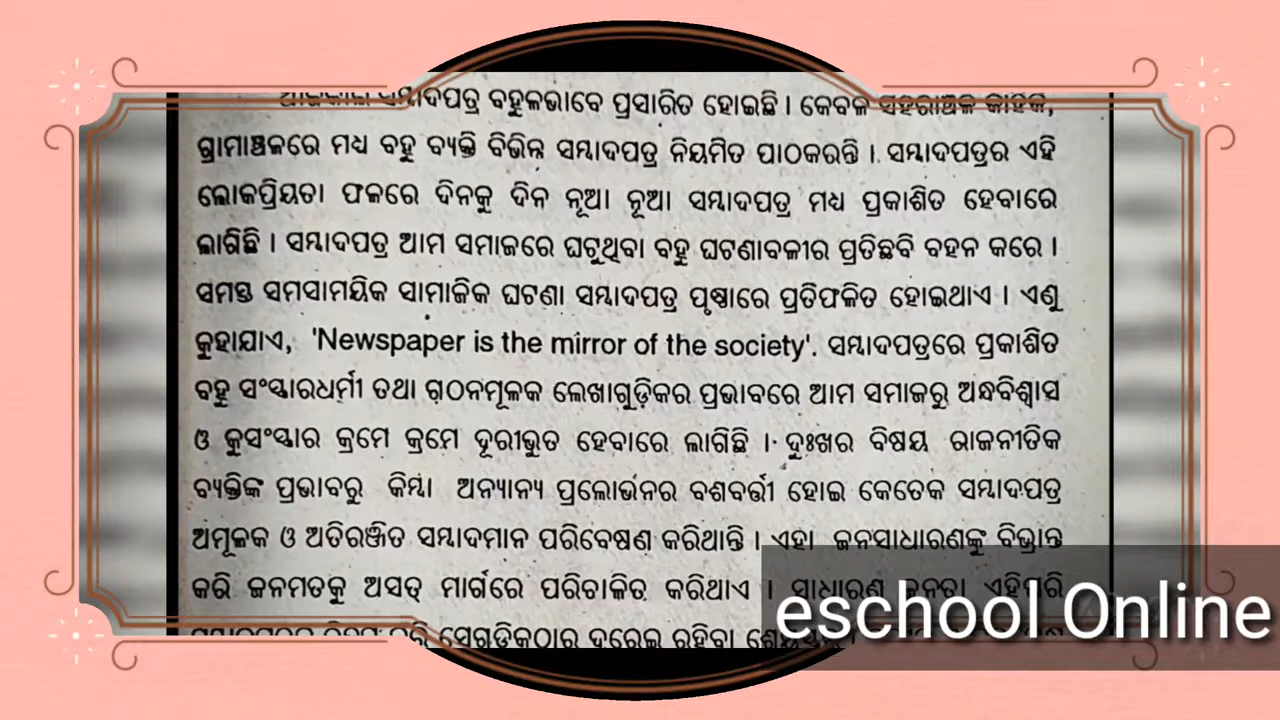 ସମ୍ବାଦପତ୍ର ବହୁଳଭାବେ ପ୍ରସାରିତ ହୋଇଛି । କେବଳ
ଗ୍ରାମାଞ୍ଚଳରେ ମଧ୍ୟ ବହୁ ବ୍ୟକ୍ତି ବିଭିନ୍ନ ସମ୍ବାଦପତ୍ର ନିୟମିତ ପାଠକରନ୍ତି । ସମ୍ବାଦପତ୍ରର ଏହି
ଲୋକପ୍ରିୟତା ଫଳରେ ଦିନକୁ ଦିନ ନୂଆ ନୂଆ ସମ୍ବାଦପତ୍ର ମଧ୍ୟ ପ୍ରକାଶିତ ହେବାରେ
ଲାଗିଛି । ସମ୍ବାଦପତ୍ର ଆମ ସମାଜରେ ଘଟୁଥିବା ବହୁ ଘଟଣାବଳୀର ପ୍ରତିଛବି ବହନ କରେ ।
ସମସ୍ତ ସମସାମୟିକ ସାମାଜିକ ଘଟଣା ସମ୍ବାଦପତ୍ର ପୃଷ୍ଠାରେ ପ୍ରତିଫଳିତ ହୋଇଥାଏ । ଏଣୁ
କୁହାଯାଏ, 'Newspaper is the mirror of the society'. ସମ୍ବାଦପତ୍ରରେ ପ୍ରକାଶିତ
ବହୁ ସଂସ୍କାରଧର୍ମୀ ତଥା ଗଠନମୂଳକ ଲେଖାଗୁଡ଼ିକର ପ୍ରଭାବରେ ଆମ ସମାଜରୁ ଅନ୍ଧବିଶ୍ୱାସ
ଓ କୁସଂସ୍କାର କ୍ରମେ କ୍ରମେ ଦୂରୀଭୁତ ହେବାରେ ଲାଗିଛି । ଦୁଃଖର ବିଷୟ ରାଜନୀତିକ
ବ୍ୟକ୍ତିଙ୍କ ପ୍ରଭାବରୁ କିମ୍ବା ଅନ୍ୟାନ୍ୟ ପ୍ରଲୋଭନର ବଶବର୍ତ୍ତୀ ହୋଇ କେତେକ ସମ୍ବାଦପତ୍ର
ଅମୂଳକ ଓ ଅତିରଞ୍ଜିତ ସମ୍ବାଦମାନ ପରିବେଷଣ କରିଥାନ୍ତି । ଏହା ଜନସାଧାରଣଙ୍କୁ ବିଭ୍ରାନ୍ତ
କରି ଜନମତକୁ ଅସତ୍ ମାର୍ଗରେ ପରିଚାଳିତ କରିଥାଏ । ସାଧାରଣ ଜନତା ଏହିପରି
ସେଗୁଡ଼ିକଠାରୁ ଦୂରେଇ ରହିବା
eschool Online